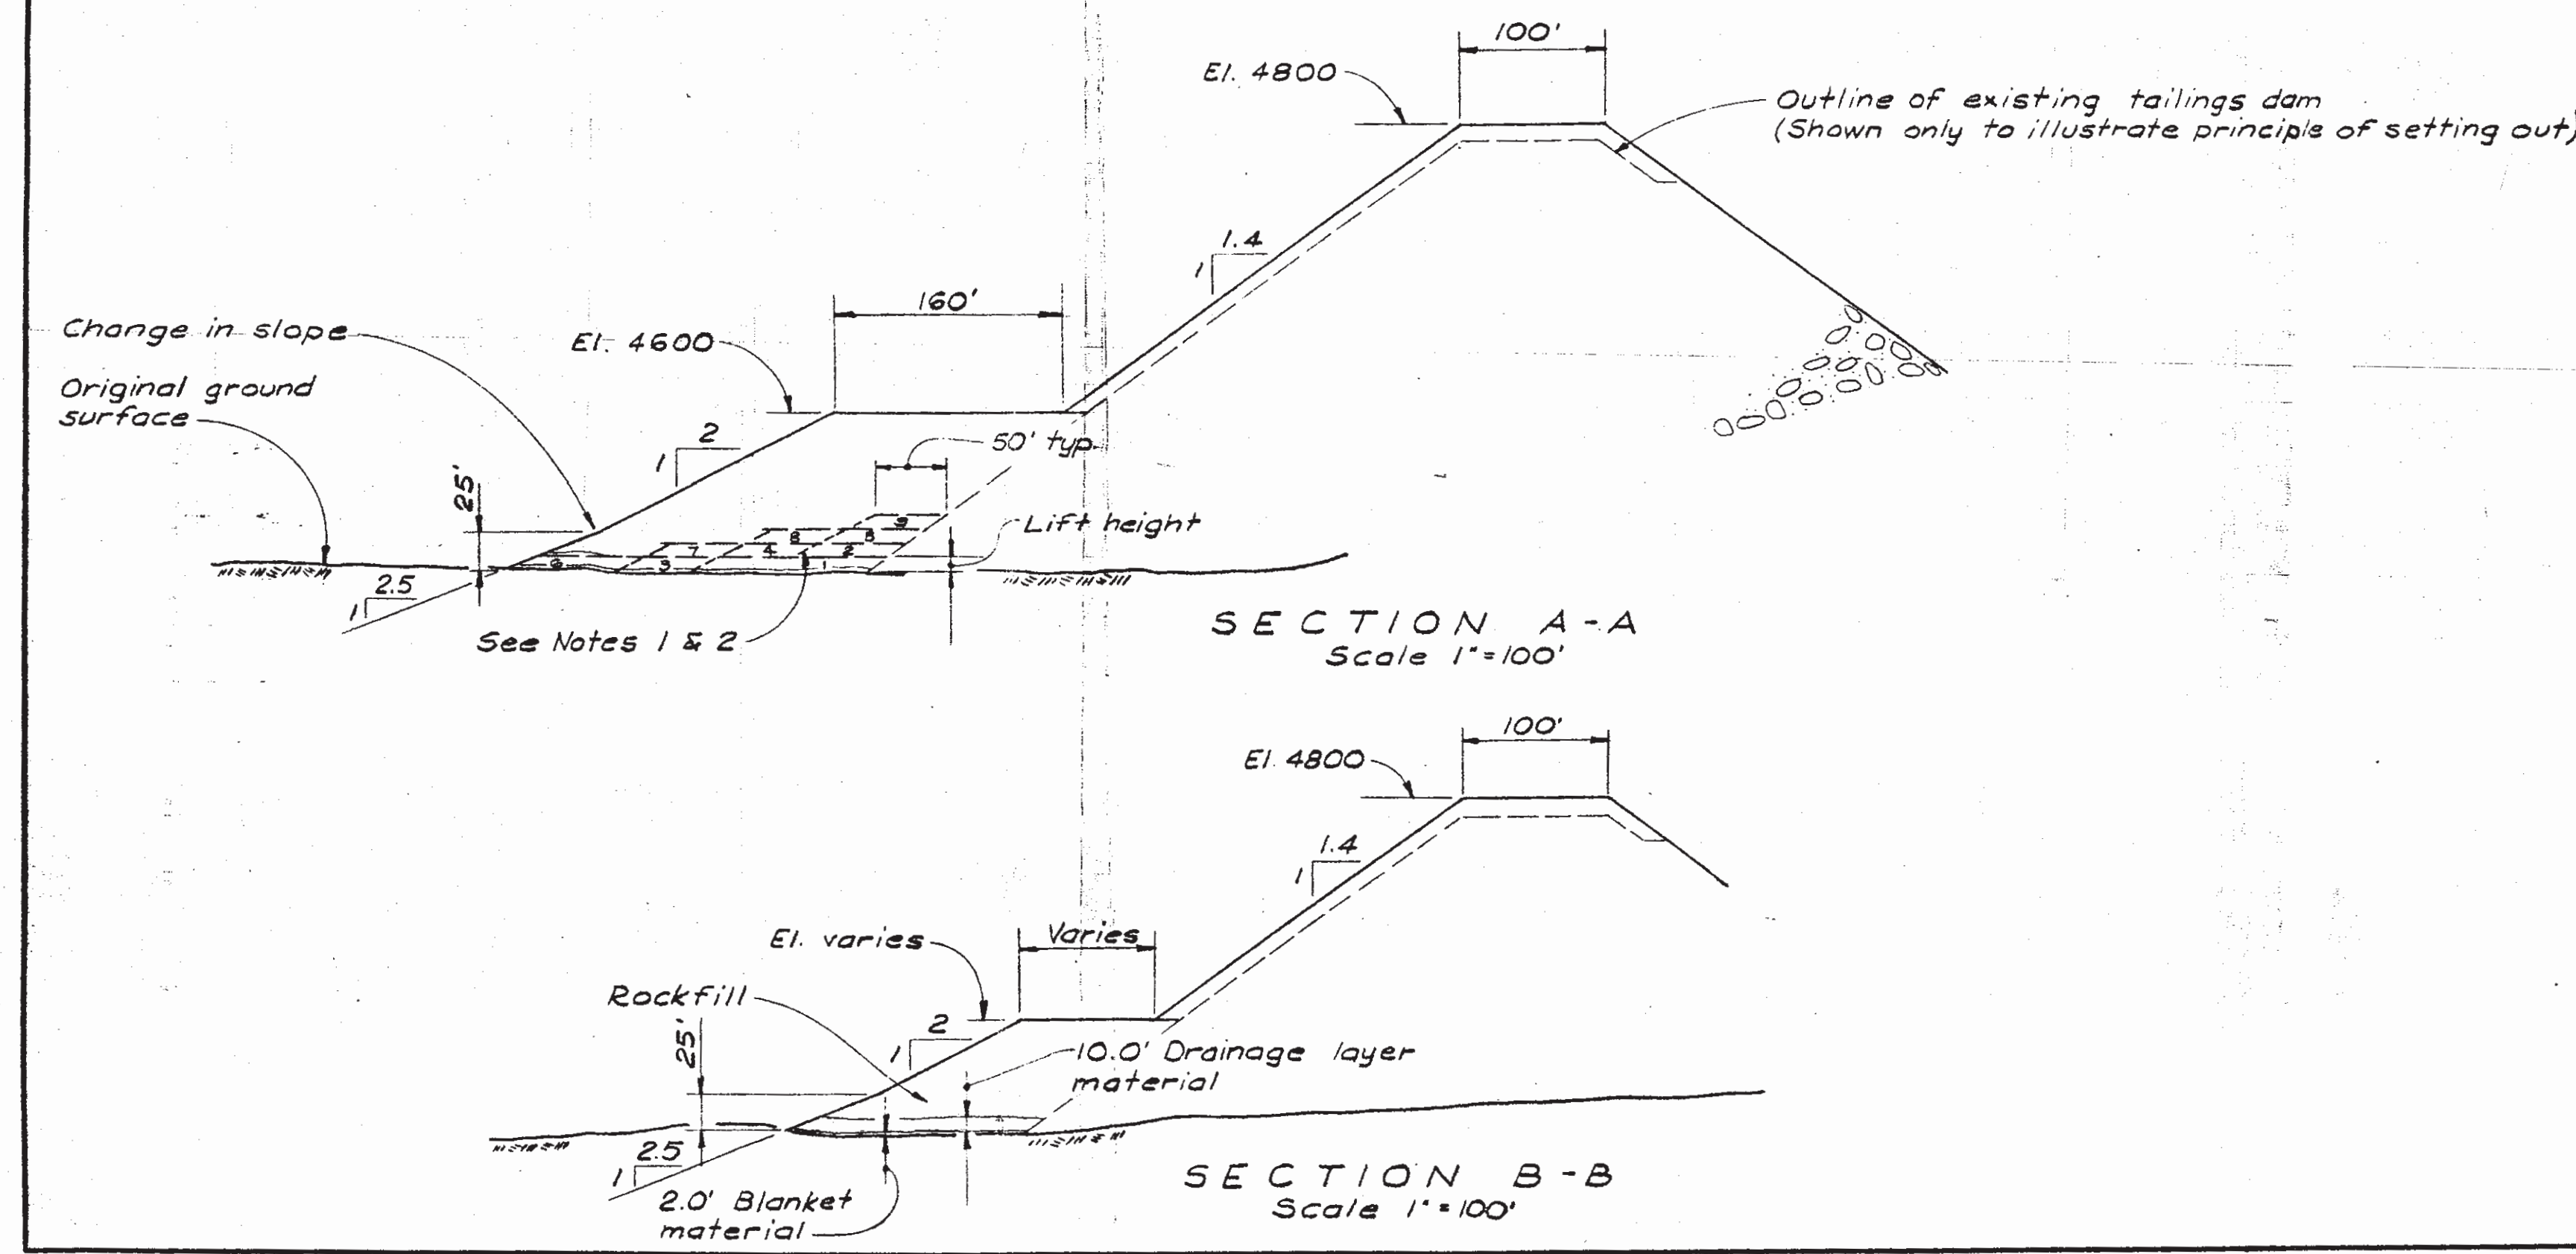 100'
El. 4800
Outline of existing tailings dam
(Shown only to illustrate principle of setting out)
1.4
1
160'
Change in slope
El. 4600
Original ground
surface
2
1
50' typ.
25'
Lift height
9
8
7
4
2
6
3
1
2.5
1
See Notes 1 & 2
SECTION A-A
Scale 1"=100'
100'
El. 4800
1.4
1
El. varies
Varies
Rockfill
2
1
25'
10.0' Drainage layer
material
2.5
1
2.0' Blanket
material
SECTION B-B
Scale 1"=100'